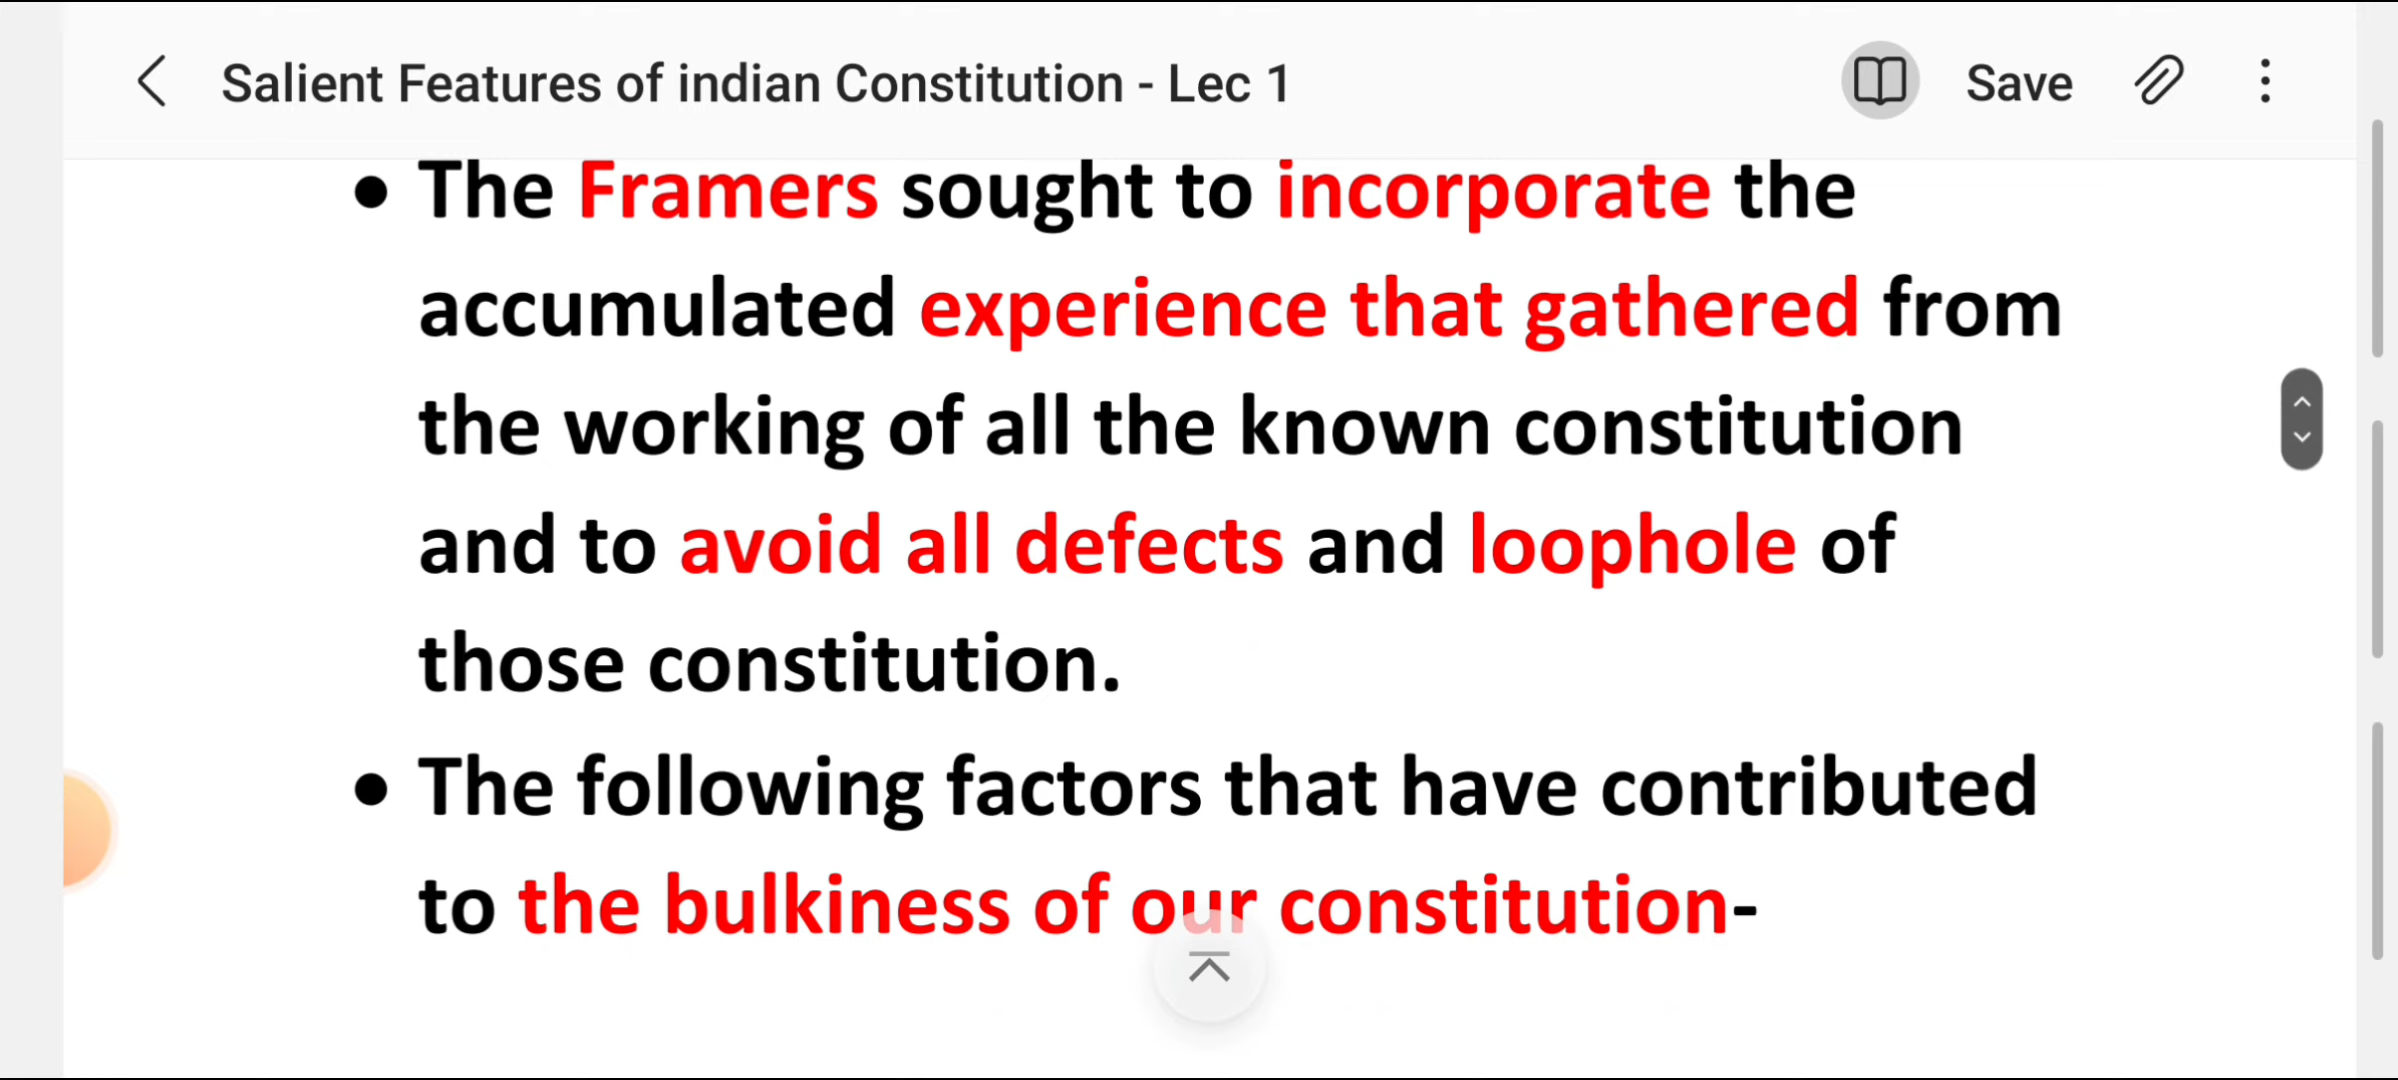 Salient Features of indian Constitution - Lec 1
Save
• The Framers sought to incorporate the
accumulated experience that gathered from
the working of all the known constitution
and to avoid all defects and loophole of
those constitution.
• The following factors that have contributed
to the bulkiness of our constitution-